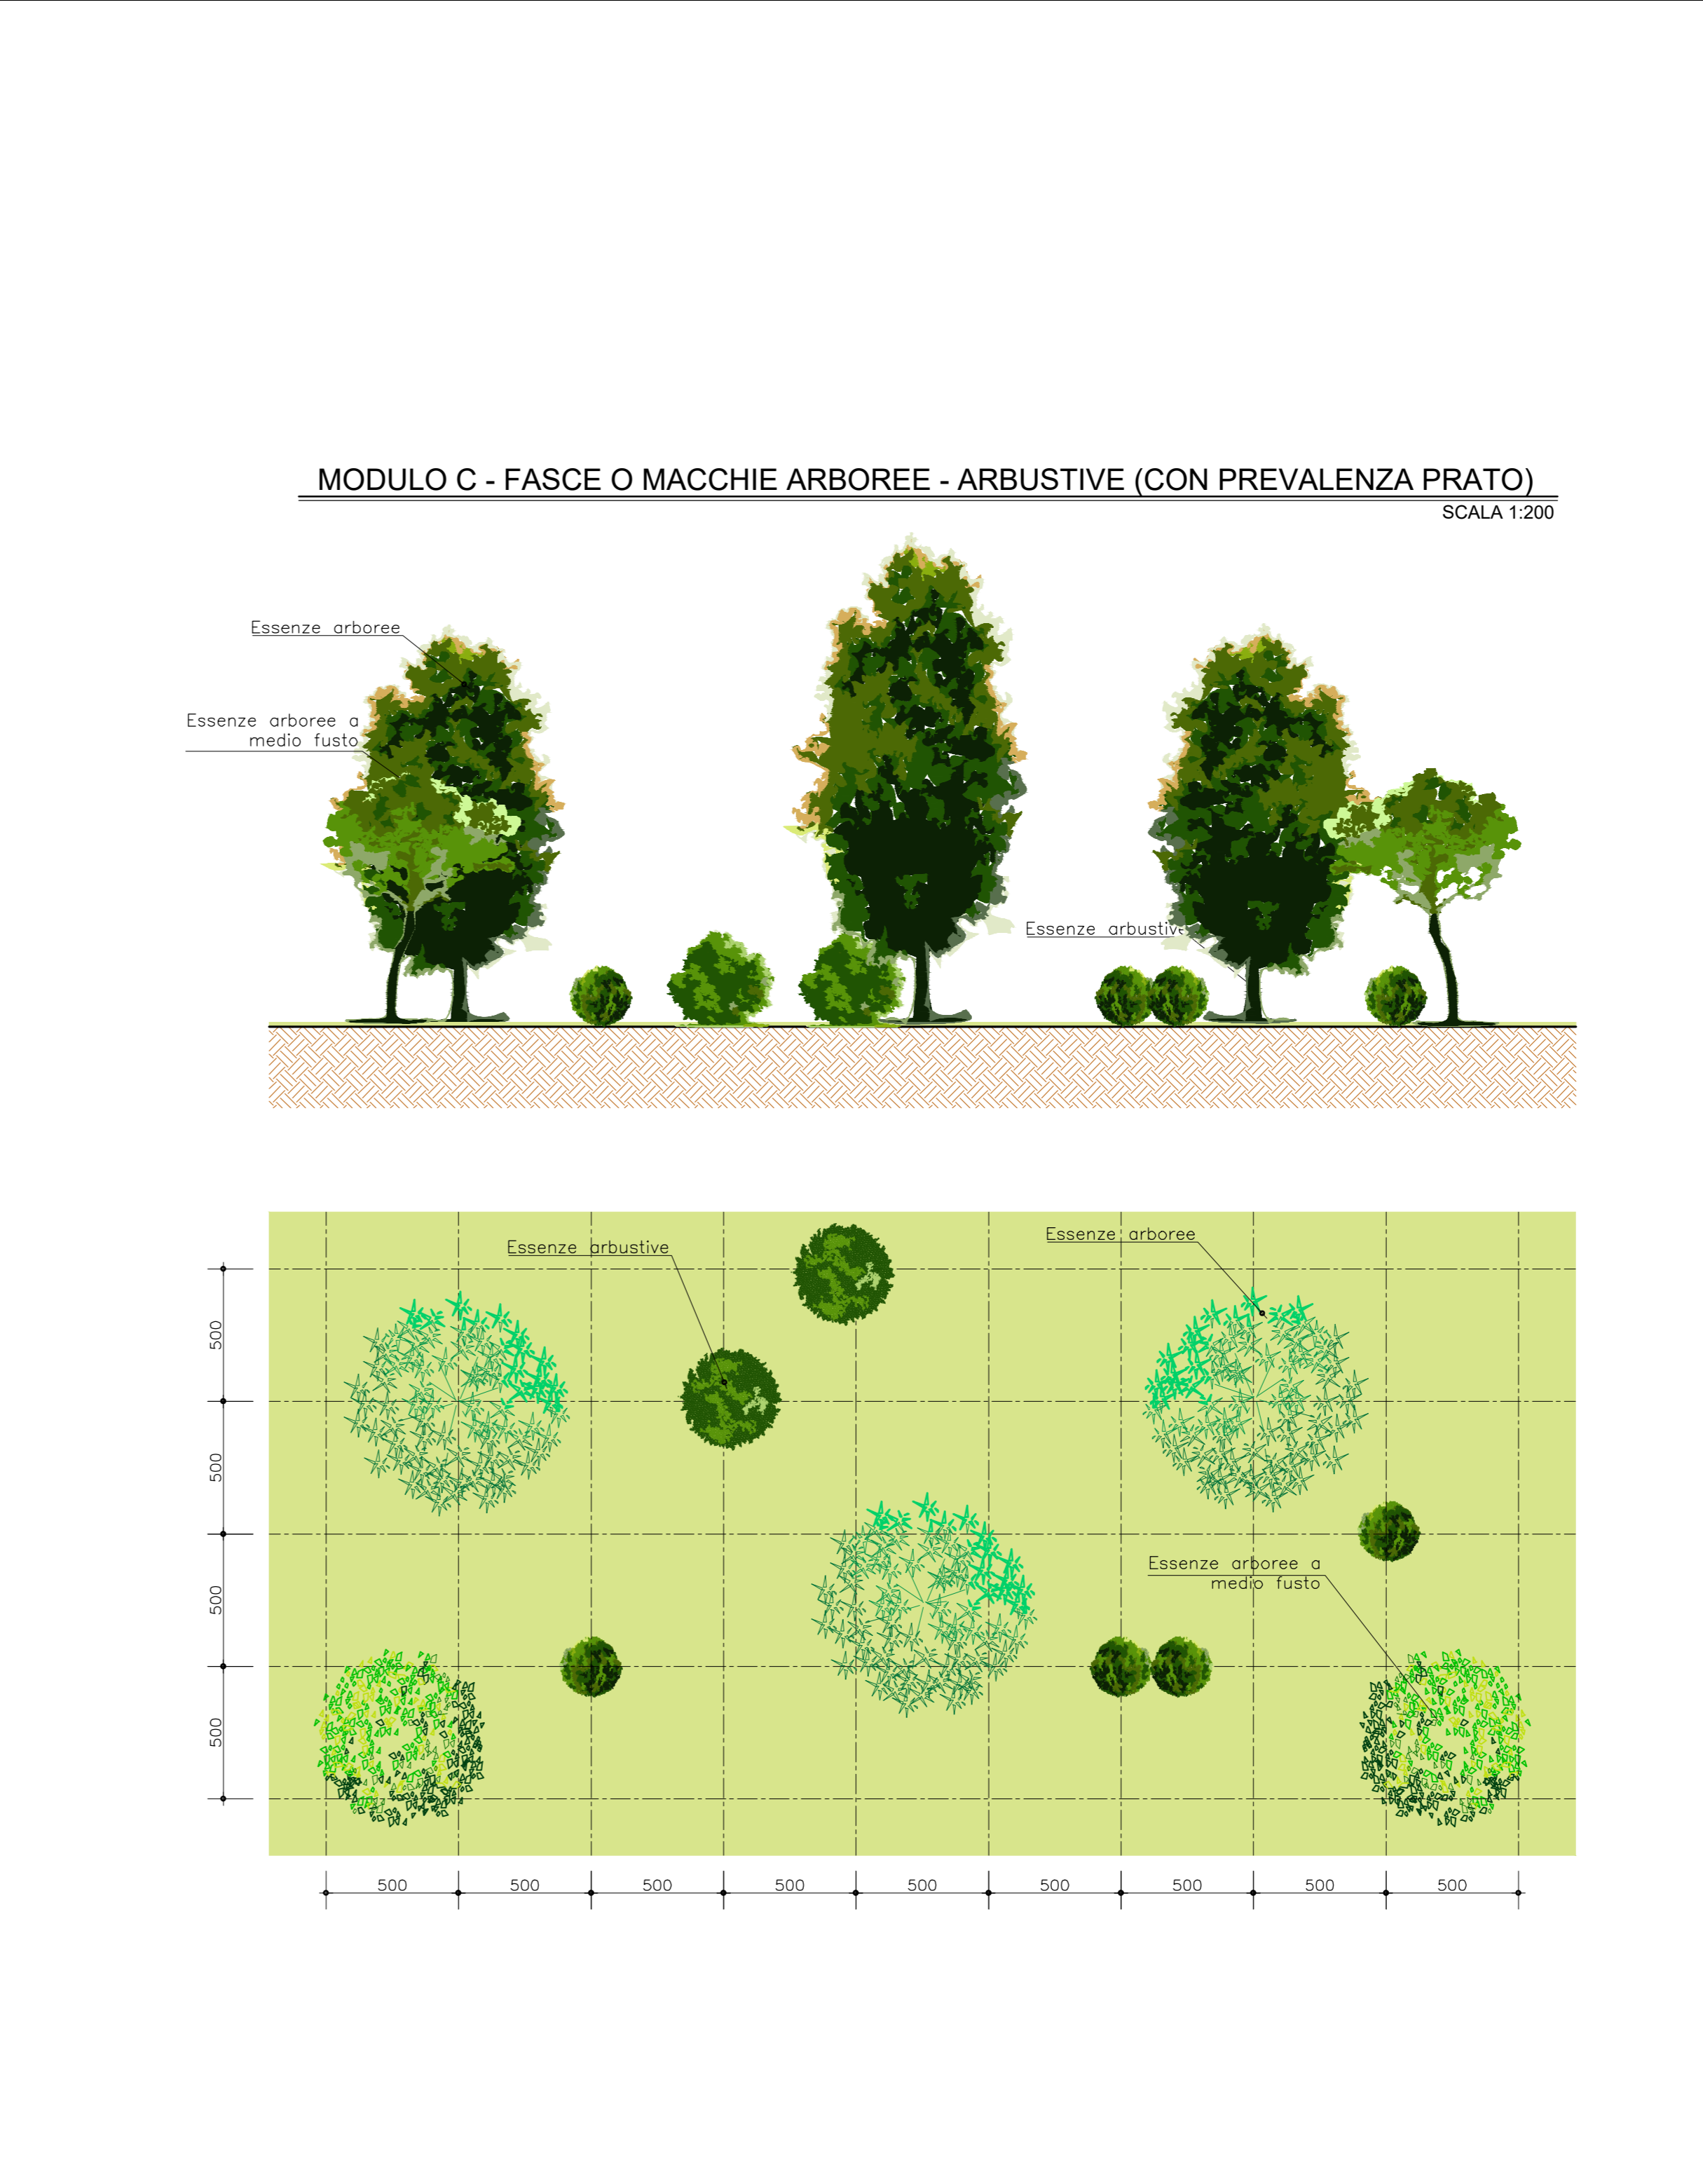 MODULO C - FASCE O MACCHIE ARBOREE - ARBUSTIVE (CON PREVALENZA PRATO)
SCALA 1:200
Essenze arboree
Essenze arboree a
medio fusto
Essenze arbustive
Essenze arboree
Essenze arbustive
Essenze arboree a
medio fusto
500
500
500
500
500 500 500 500 500 500 500 500 500